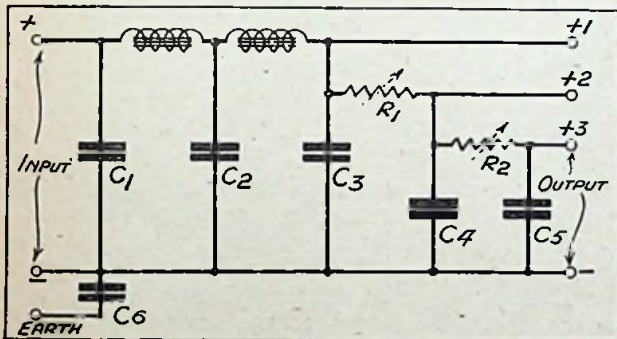 + +1
+2
R1
+3
INPUT C1 C2 C3 R2
OUTPUT
C4 C5
- -
C6
EARTH